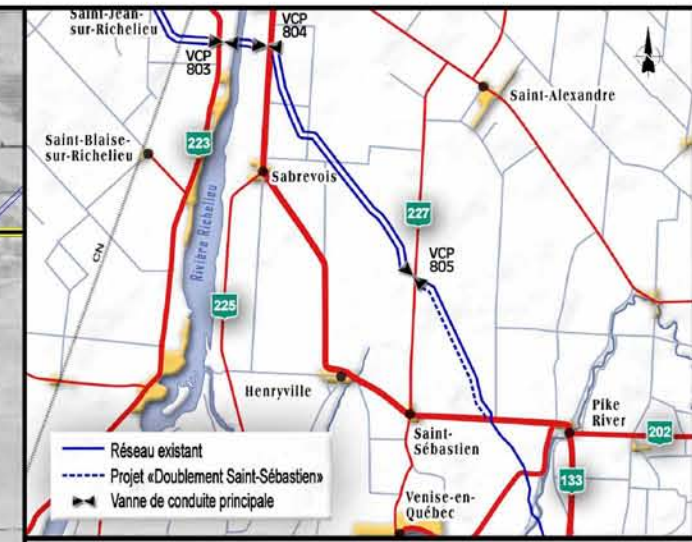 Saint-Jean-
sur-Richelieu
VCP
803
VCP
804
Saint-Alexandre
Saint-Blaise-
sur-Richelieu
223
Sabrevois
Rivière Richelieu
CN
227
VCP
805
225
Henryville
Saint-
Sébastien
Pike
River
202
133
Venise-en-
Québec
Réseau existant
Projet «Doublement Saint-Sébastien»
Vanne de conduite principale